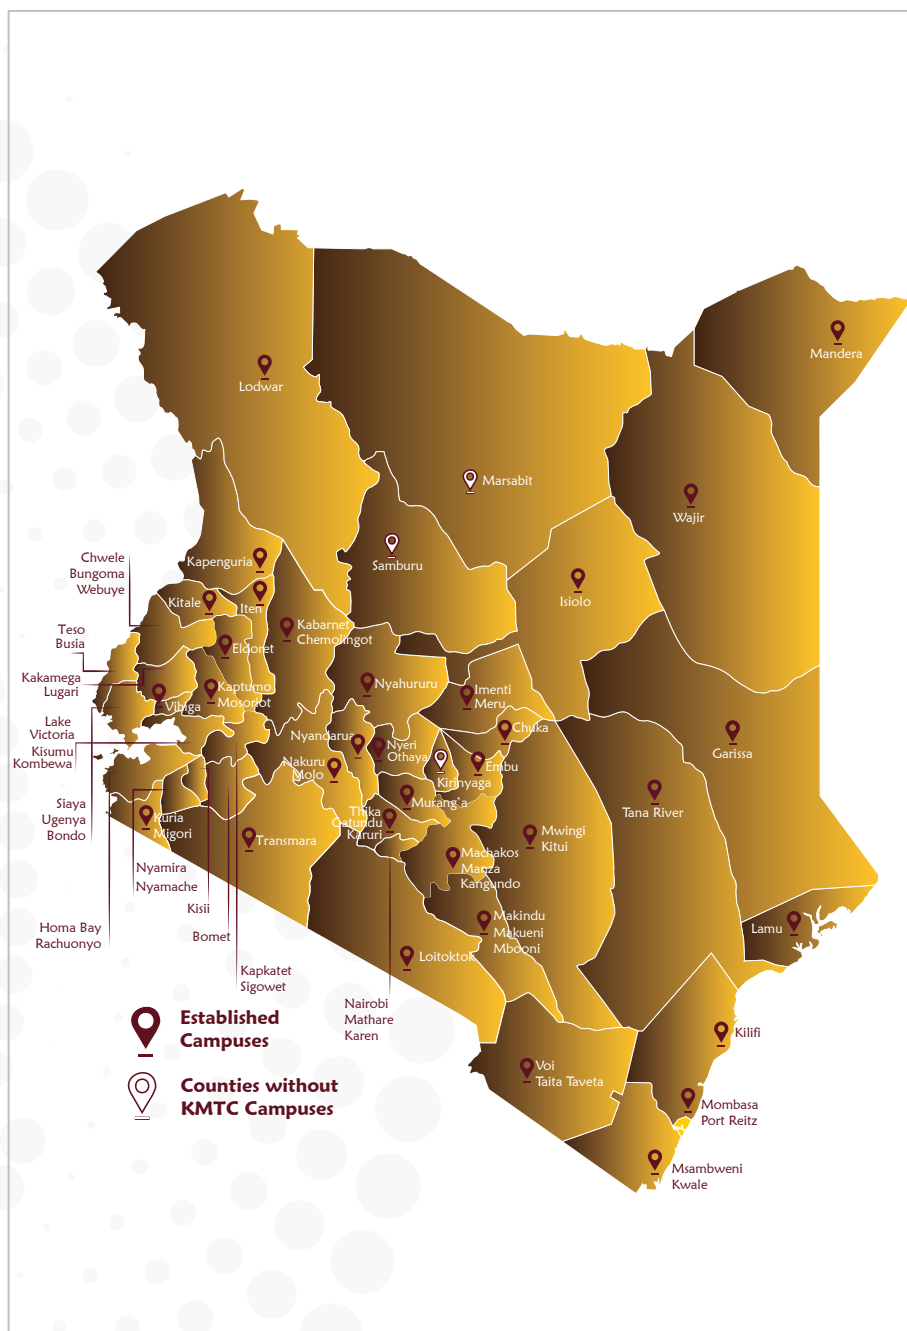 Mandera
Lodwar
Marsabit
Wajir
Samburu
Isiolo
Kapenguria
Chwele
Bungoma
Webuye
Kitale
Iten
Kabarnet
Chemolingot
Teso
Busia
Eldoret
Kakamega
Lugari
Kaptumo
Mosoriot
Vihiga
Nyahururu
Imenti
Meru
Lake
Victoria
Kisumu
Kombewa
Nyandarua
Nyeri
Othaya
Chuka
Garissa
Nakuru
Molo
Kirinyaga
Embu
Siaya
Ugenya
Bondo
Murang'a
Tana River
Kuria
Migori
Thika
Gatundu
Karuri
Transmara
Mwingi
Kitui
Machakos
Manza
Kangundo
Nyamira
Nyamache
Kisii
Homa Bay
Rachuonyo
Bomet
Makindu
Makueni
Mbooni
Lamu
Loitoktok
Kapkatet
Sigowet
Nairobi
Mathare
Karen
Established
Campuses
Kilifi
Counties without
KMTC Campuses
Voi
Taita Taveta
Mombasa
Port Reitz
Msambweni
Kwale